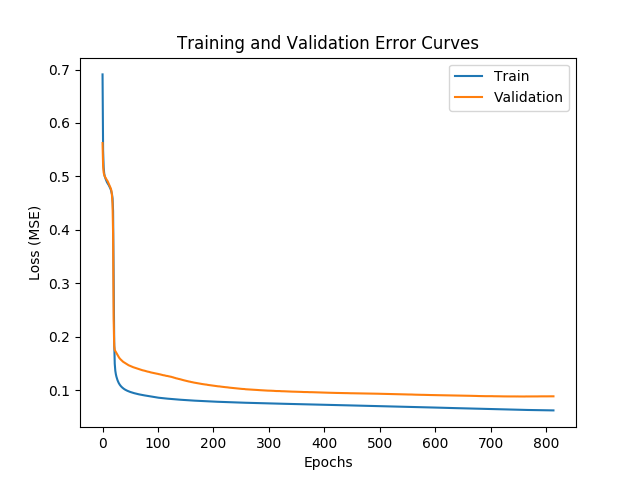 Training and Validation Error Curves
Train
Validation
0.7
0.6
0.5
0.4
0.3
0.2
0.1
Loss (MSE)
0 100 200 300 400 500 600 700 800
Epochs